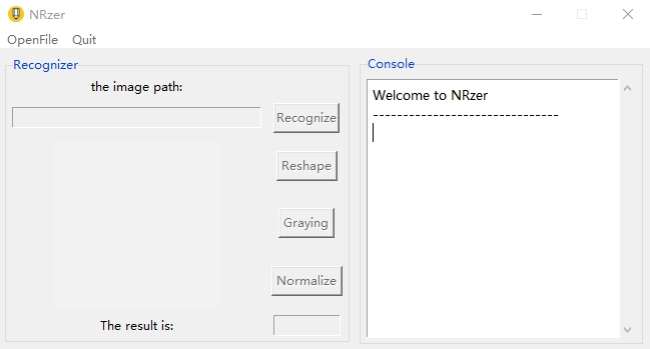 NRzer
OpenFile Quit
Recognizer
the image path:
Recognize
Reshape
Graying
Normalize
The result is:
Console
Welcome to NRzer
-------------------------------